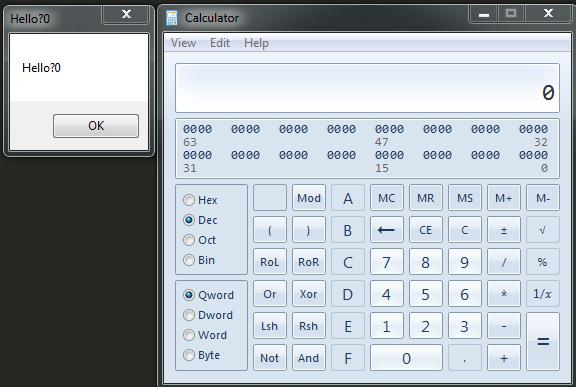 Hello?0
Hello?0
OK
Calculator
View Edit Help
0
0000 0000 0000 0000 0000 0000 0000 0000
63 47 32
0000 0000 0000 0000 0000 0000 0000 0000
31 15 0
Hex
Dec
Oct
Bin
Qword
Dword
Word
Byte
Mod A MC MR MS M+ M-
( ) B ← CE C ± √
RoL RoR C 7 8 9 / %
Or Xor D 4 5 6 * 1/x
Lsh Rsh E 1 2 3 - =
Not And F 0 . +